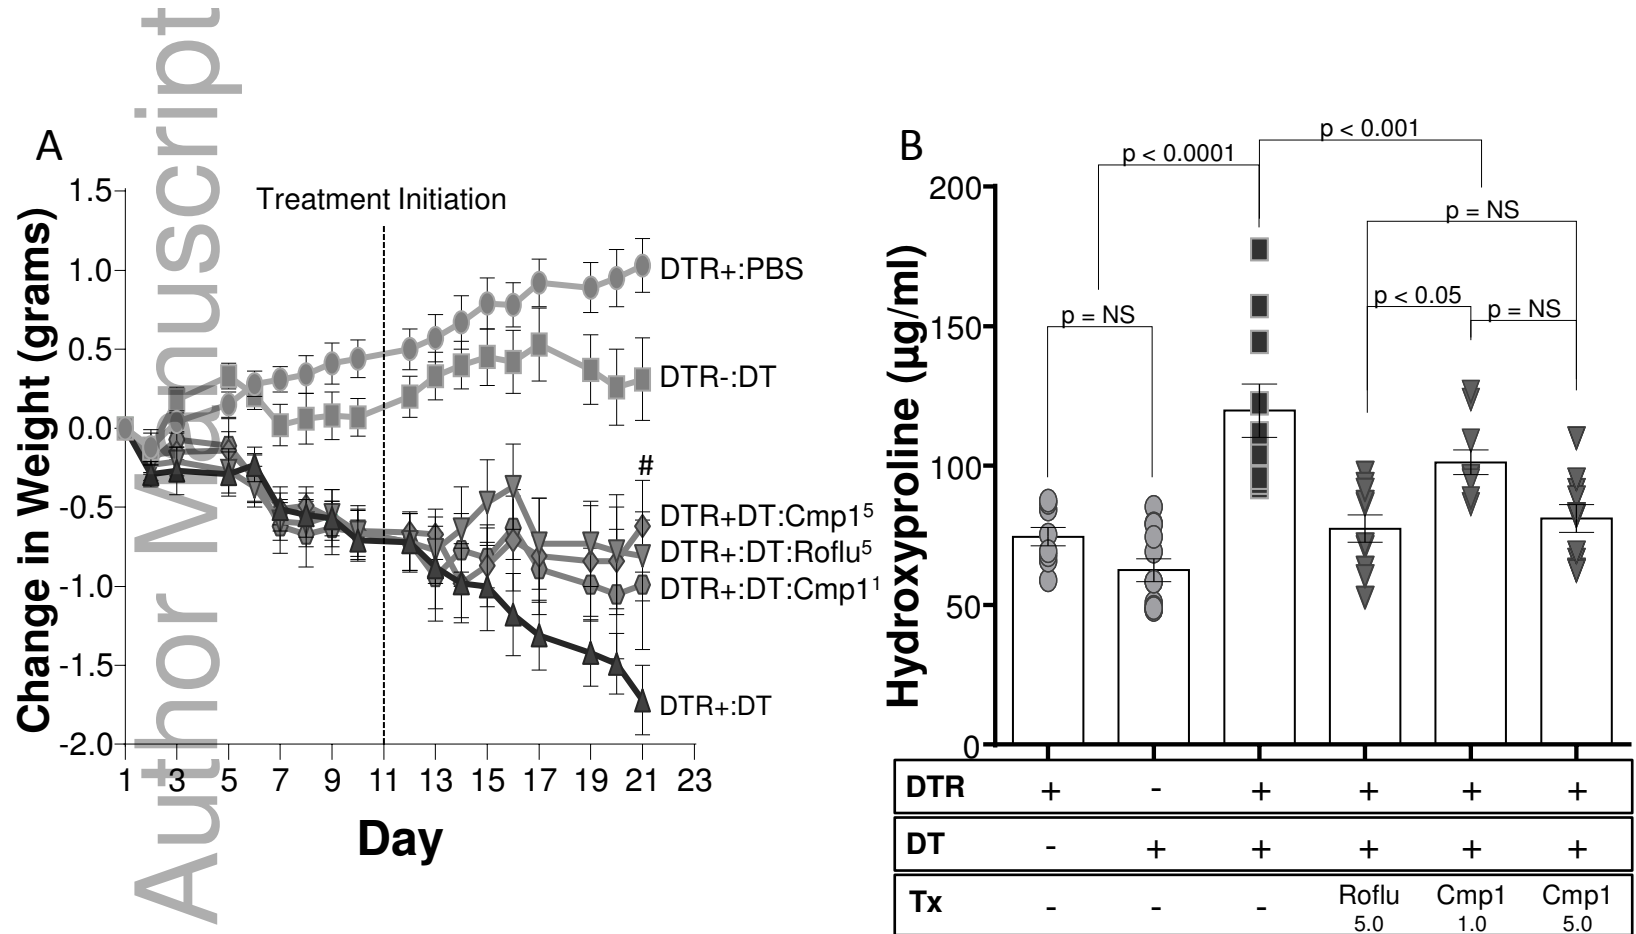 Author Manuscript
A
Treatment Initiation
Change in Weight (grams)
1.5
1.0
0.5
0.0
-0.5
-1.0
-1.5
-2.0
DTR+:PBS
DTR-:DT
#
DTR+DT:Cmp1⁵
DTR+:DT:Roflu⁵
DTR+:DT:Cmp1¹
DTR+:DT
1 3 5 7 9 11 13 15 17 19 21 23
Day
B
p < 0.001
p < 0.0001
p = NS
p < 0.05
p = NS
p = NS
Hydroxyproline (µg/ml)
200
150
100
50
0
DTR + - + + + +
DT - + + + + +
Tx - - - Roflu Cmp1 Cmp1
5.0 1.0 5.0